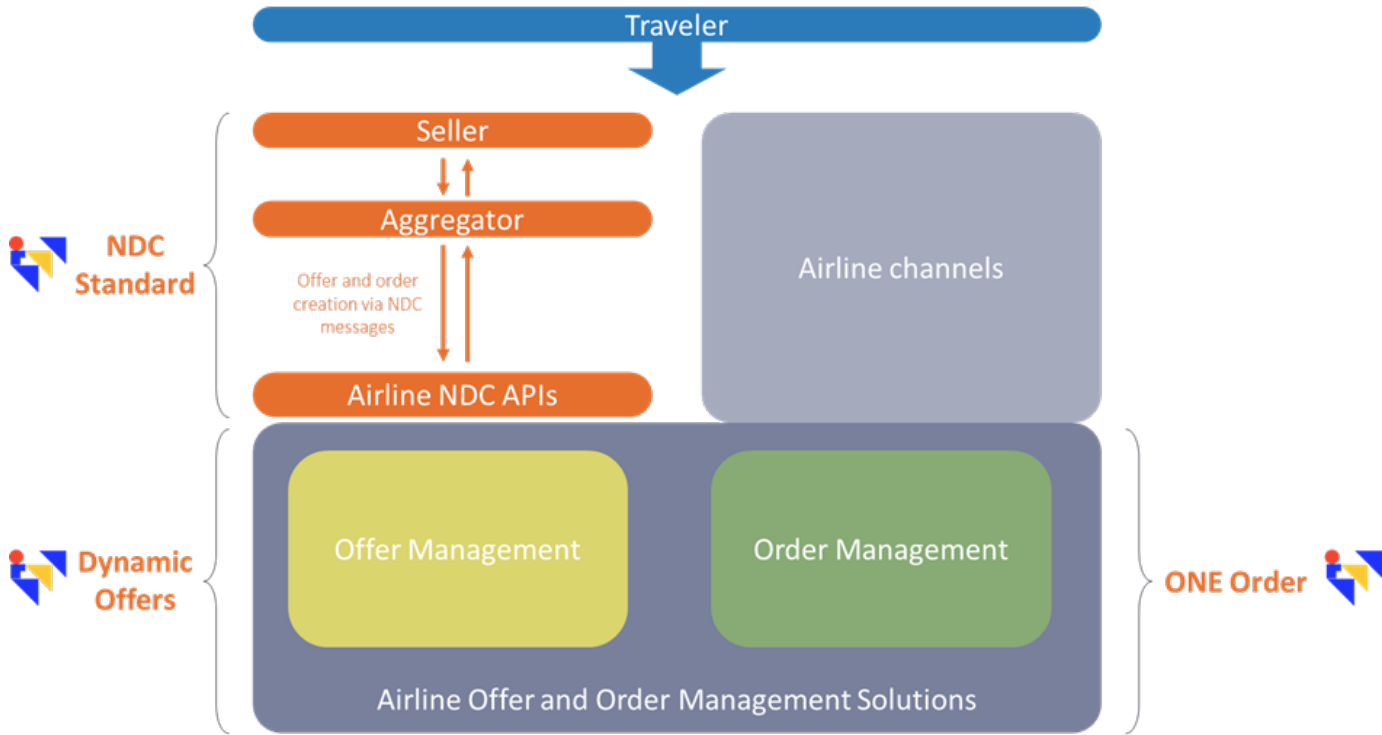 Traveler
Seller
Aggregator
NDC
Standard
Offer and order
creation via NDC
messages
Airline channels
Airline NDC APIs
Offer Management
Order Management
Dynamic
Offers
ONE Order
Airline Offer and Order Management Solutions